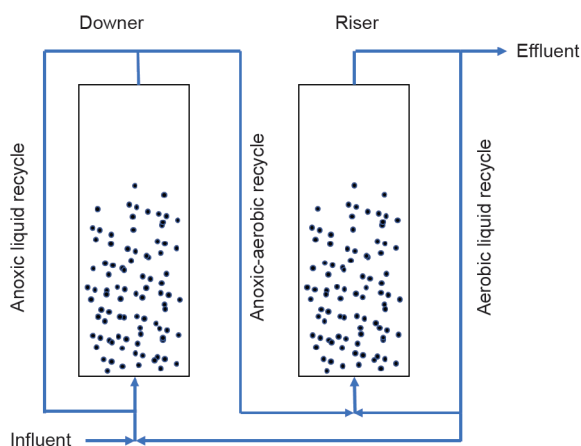 Downer
Riser
Effluent
Anoxic liquid recycle
Anoxic-aerobic recycle
Aerobic liquid recycle
Influent